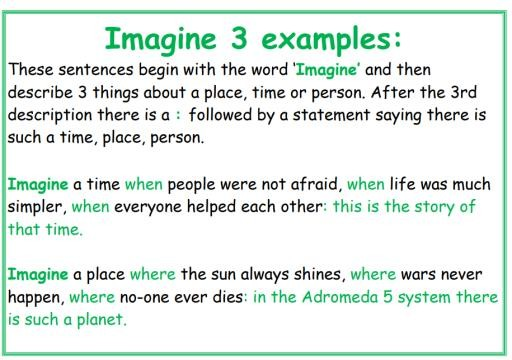 Imagine 3 examples:
These sentences begin with the word ‘Imagine’ and then
describe 3 things about a place, time or person. After the 3rd
description there is a : followed by a statement saying there is
such a time, place, person.
Imagine a time when people were not afraid, when life was much
simpler, when everyone helped each other: this is the story of
that time.
Imagine a place where the sun always shines, where wars never
happen, where no-one ever dies: in the Adromeda 5 system there
is such a planet.